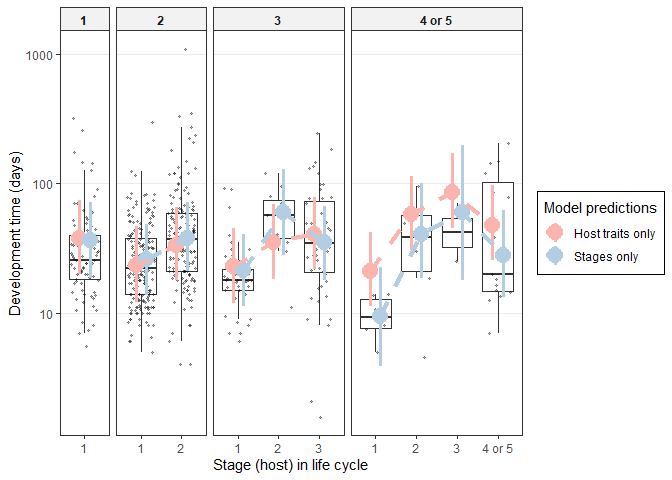 1
2
3
4 or 5
Development time (days)
1000
100
10
1
1
2
1
2
3
1
2
3
4 or 5
Stage (host) in life cycle
Model predictions
Host traits only
Stages only